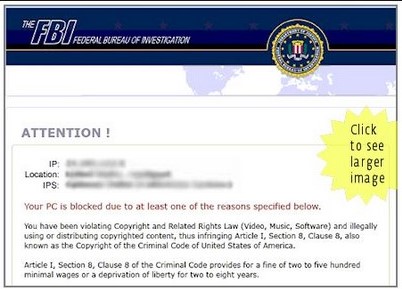 THE FBI FEDERAL BUREAU OF INVESTIGATION
ATTENTION !
Click
to see
larger
image
IP:
Location:
IPS:
Your PC is blocked due to at least one of the reasons specified below.
You have been violating Copyright and Related Rights Law (Video, Music, Software) and illegally
using or distributing copyrighted content, thus infringing Article I, Section 8, Clause 8, also
known as the Copyright of the Criminal Code of United States of America.
Article I, Section 8, Clause 8 of the Criminal Code provides for a fine of two to five hundred
minimal wages or a deprivation of liberty for two to eight years.